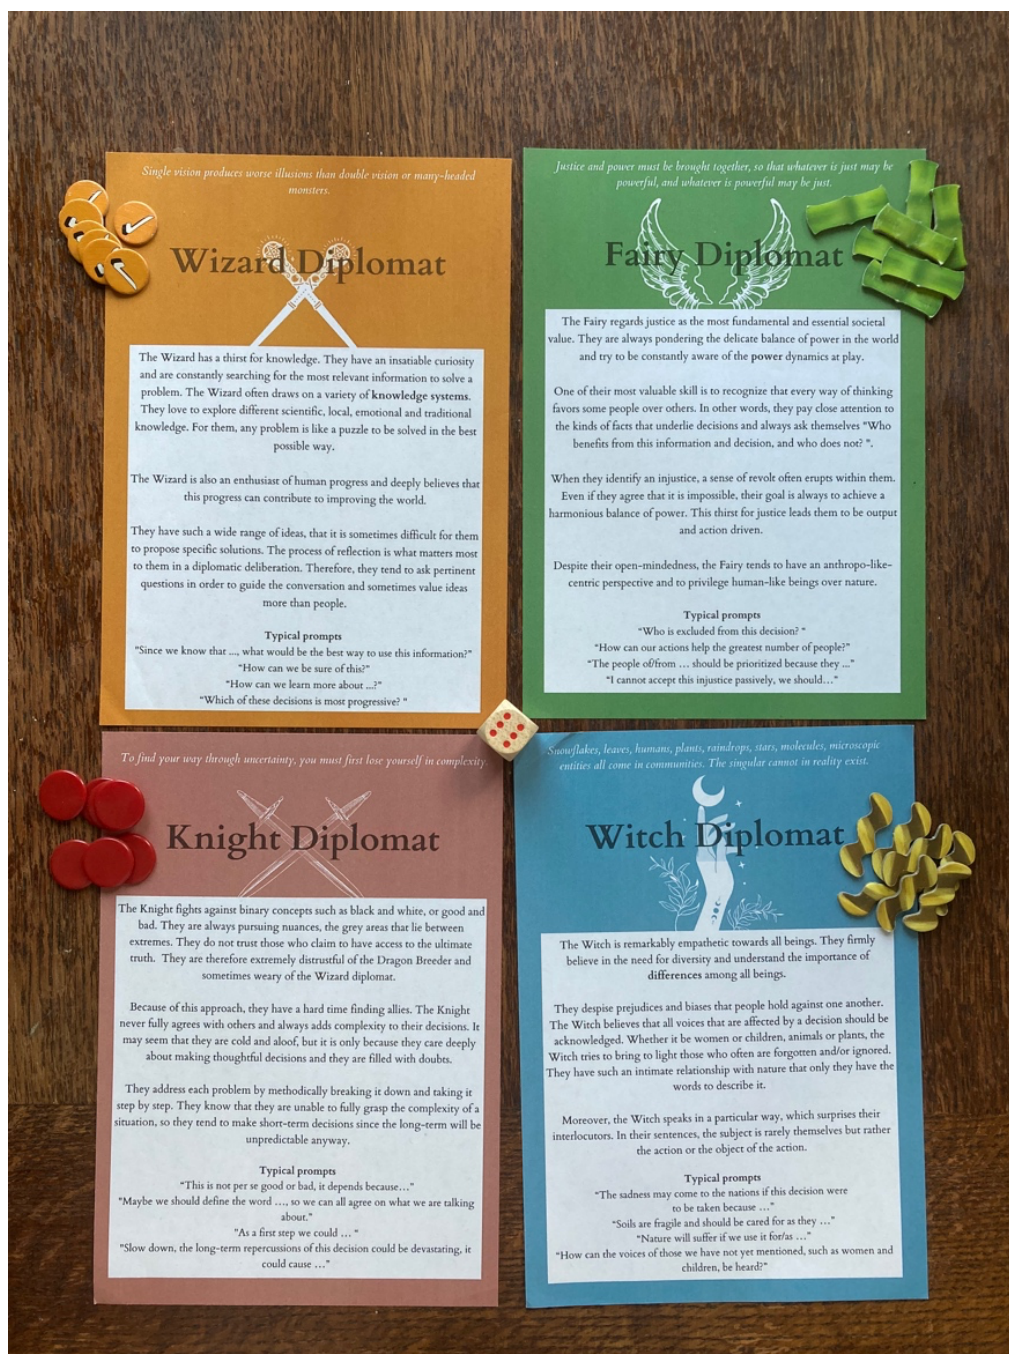 Single vision produces worse illusions than double vision or many-headed
monsters.
Wizard Diplomat
The Wizard has a thirst for knowledge. They have an insatiable curiosity
and are constantly searching for the most relevant information to solve a
problem. The Wizard often draws on a variety of knowledge systems.
They love to explore different scientific, local, emotional and traditional
knowledge. For them, any problem is like a puzzle to be solved in the best
possible way.
The Wizard is also an enthusiast of human progress and deeply believes that
this progress can contribute to improving the world.
They have such a wide range of ideas, that it is sometimes difficult for them
to propose specific solutions. The process of reflection is what matters most
to them in a diplomatic deliberation. Therefore, they tend to ask pertinent
questions in order to guide the conversation and sometimes value ideas
more than people.
Typical prompts
"Since we know that ..., what would be the best way to use this information?"
"How can we be sure of this?"
"How can we learn more about ...?"
"Which of these decisions is most progressive? "
Justice and power must be brought together, so that whatever is just may be
powerful, and whatever is powerful may be just.
Fairy Diplomat
The Fairy regards justice as the most fundamental and essential societal
value. They are always pondering the delicate balance of power in the world
and try to be constantly aware of the power dynamics at play.
One of their most valuable skill is to recognize that every way of thinking
favors some people over others. In other words, they pay close attention to
the kinds of facts that underlie decisions and always ask themselves "Who
benefits from this information and decision, and who does not? ".
When they identify an injustice, a sense of revolt often erupts within them.
Even if they agree that it is impossible, their goal is always to achieve a
harmonious balance of power. This thirst for justice leads them to be output
and action driven.
Despite their open-mindedness, the Fairy tends to have an anthropo-like-
centric perspective and to privilege human-like beings over nature.
Typical prompts
"Who is excluded from this decision? "
"How can our actions help the greatest number of people?"
"The people of/from ... should be prioritized because they ..."
"I cannot accept this injustice passively, we should..."
To find your way through uncertainty, you must first lose yourself in complexity.
Knight Diplomat
The Knight fights against binary concepts such as black and white, or good and
bad. They are always pursuing nuances, the grey areas that lie between
extremes. They do not trust those who claim to have access to the ultimate
truth. They are therefore extremely distrustful of the Dragon Breeder and
sometimes weary of the Wizard diplomat.
Because of this approach, they have a hard time finding allies. The Knight
never fully agrees with others and always adds complexity to their decisions. It
may seem that they are cold and aloof, but it is only because they care deeply
about making thoughtful decisions and they are filled with doubts.
They address each problem by methodically breaking it down and taking it
step by step. They know that they are unable to fully grasp the complexity of a
situation, so they tend to make short-term decisions since the long-term will be
unpredictable anyway.
Typical prompts
"This is not per se good or bad, it depends because..."
"Maybe we should define the word ..., so we can all agree on what we are talking
about."
"As a first step we could ... "
"Slow down, the long-term repercussions of this decision could be devastating, it
could cause ..."
Snowflakes, leaves, humans, plants, raindrops, stars, molecules, microscopic
entities all come in communities. The singular cannot in reality exist.
Witch Diplomat
The Witch is remarkably empathetic towards all beings. They firmly
believe in the need for diversity and understand the importance of
differences among all beings.
They despise prejudices and biases that people hold against one another.
The Witch believes that all voices that are affected by a decision should be
acknowledged. Whether it be women or children, animals or plants, the
Witch tries to bring to light those who often are forgotten and/or ignored.
They have such an intimate relationship with nature that only they have the
words to describe it.
Moreover, the Witch speaks in a particular way, which surprises their
interlocutors. In their sentences, the subject is rarely themselves but rather
the action or the object of the action.
Typical prompts
"The sadness may come to the nations if this decision were
to be taken because ..."
"Soils are fragile and should be cared for as they ..."
"Nature will suffer if we use it for/as ..."
"How can the voices of those we have not yet mentioned, such as women and
children, be heard?"